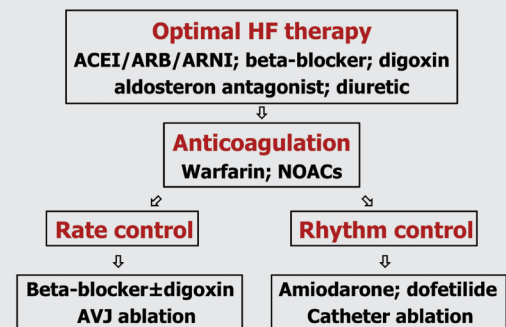 Optimal HF therapy
ACEI/ARB/ARNI; beta-blocker; digoxin
aldosteron antagonist; diuretic
Anticoagulation
Warfarin; NOACs
Rate control
Rhythm control
Beta-blocker±digoxin
AVJ ablation
Amiodarone; dofetilide
Catheter ablation